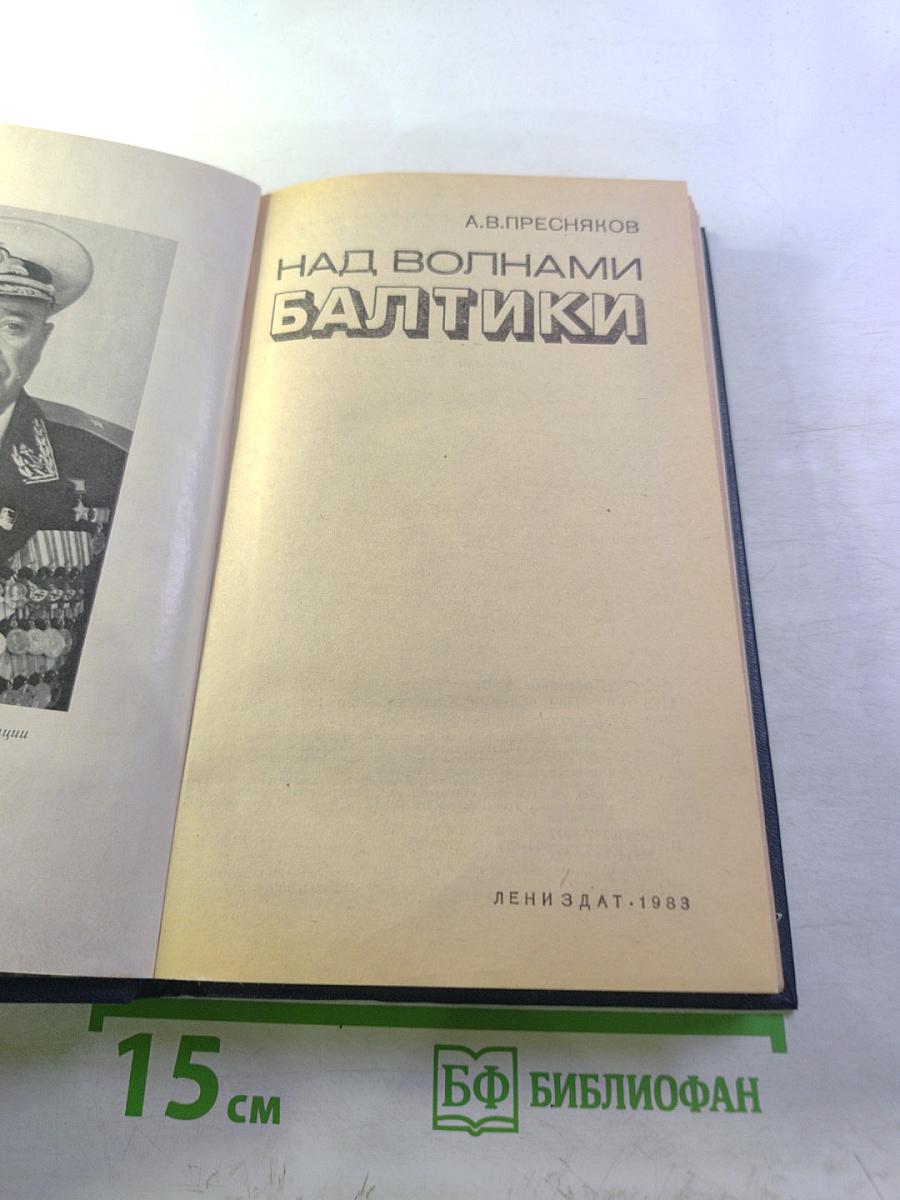 А.В.ПРЕСНЯКОВ
НАД ВОЛНАМИ
БАЛТИКИ
ЛЕНИЗДАТ·1983
15 см
БФ БИБЛИОФАН